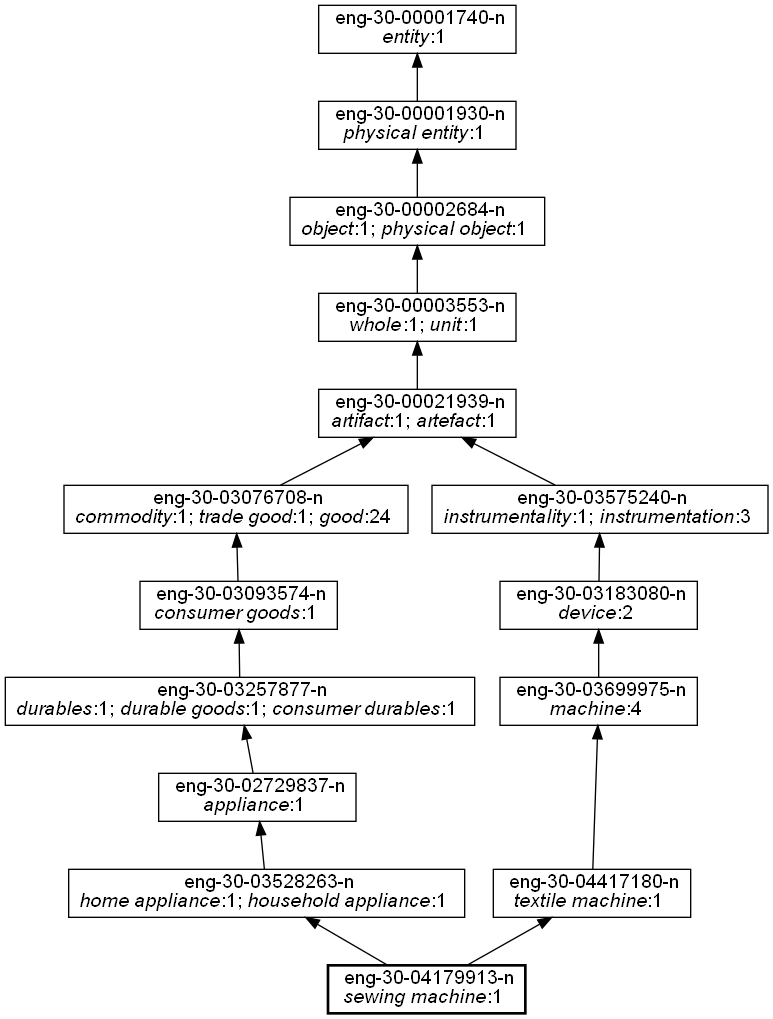 eng-30-00001740-n
entity:1
eng-30-00001930-n
physical entity:1
eng-30-00002684-n
object:1; physical object:1
eng-30-00003553-n
whole:1; unit:1
eng-30-00021939-n
artifact:1; artefact:1
eng-30-03076708-n
commodity:1; trade good:1; good:24
eng-30-03575240-n
instrumentality:1; instrumentation:3
eng-30-03093574-n
consumer goods:1
eng-30-03183080-n
device:2
eng-30-03257877-n
durables:1; durable goods:1; consumer durables:1
eng-30-03699975-n
machine:4
eng-30-02729837-n
appliance:1
eng-30-03528263-n
home appliance:1; household appliance:1
eng-30-04417180-n
textile machine:1
eng-30-04179913-n
sewing machine:1